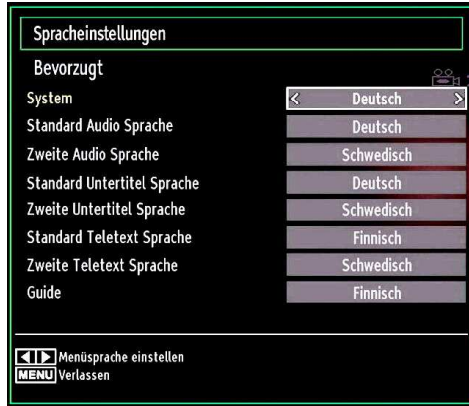 Spracheinstellungen
Bevorzugt
System < Deutsch >
Standard Audio Sprache Deutsch
Zweite Audio Sprache Schwedisch
Standard Untertitel Sprache Deutsch
Zweite Untertitel Sprache Schwedisch
Standard Teletext Sprache Finnisch
Zweite Teletext Sprache Schwedisch
Guide Finnisch
Menüsprache einstellen
MENU Verlassen